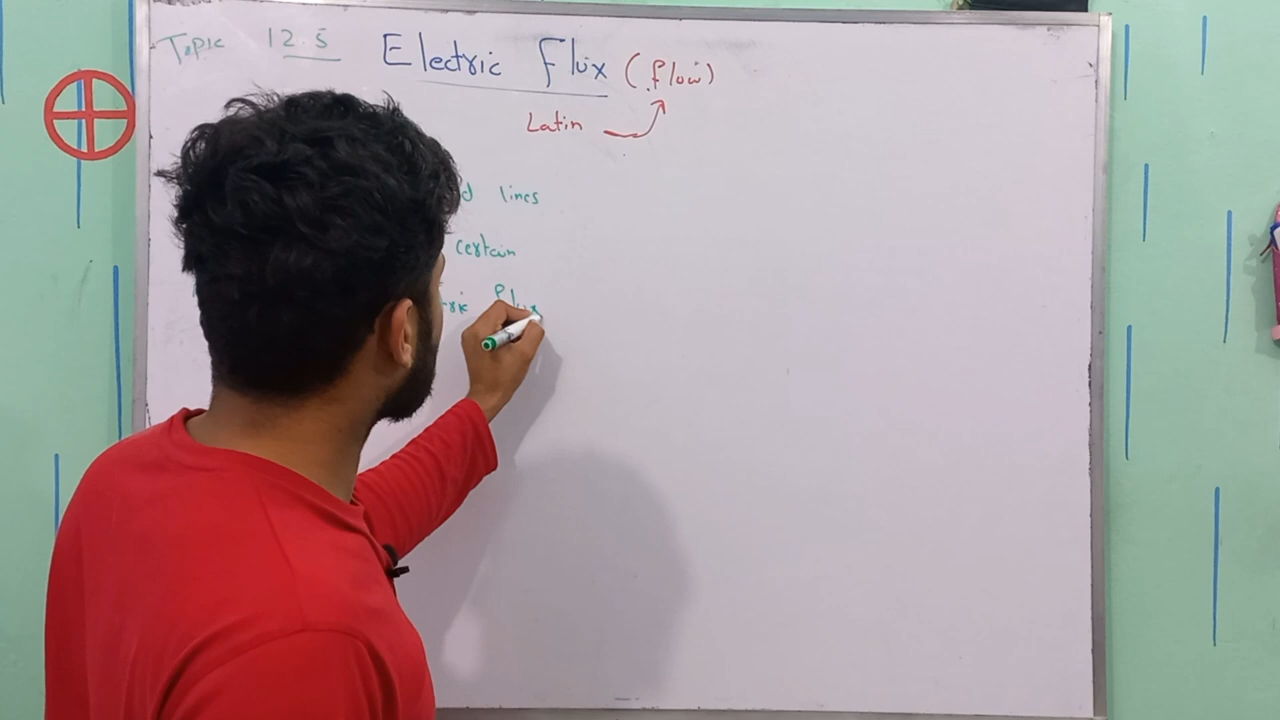 Topic 12.5 Electric Flux (flow)
Latin
lines
certain
flux